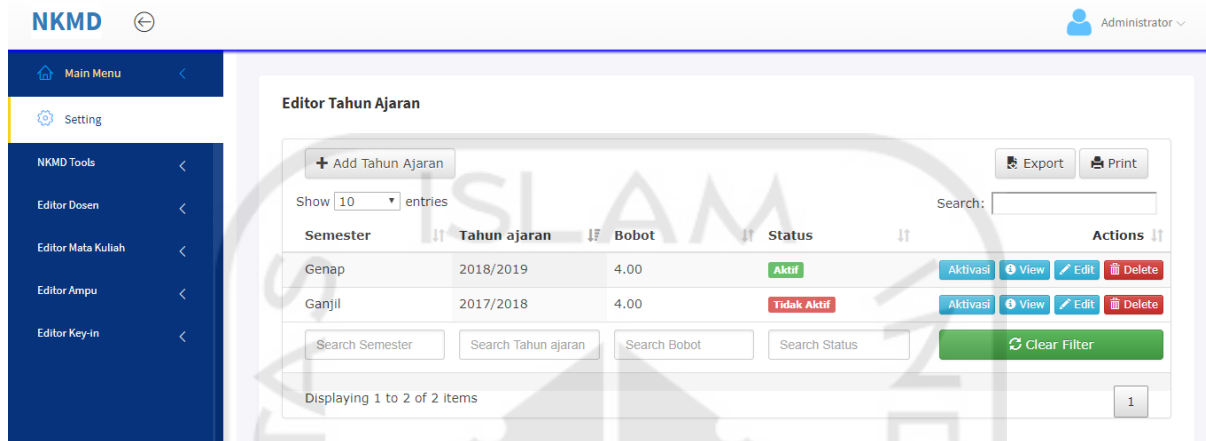 NKMD
Administrator
Main Menu
Setting
NKMD Tools
Editor Dosen
Editor Mata Kuliah
Editor Ampu
Editor Key-in
Editor Tahun Ajaran
Add Tahun Ajaran
Export Print
Show 10 entries
Search:
Semester Tahun ajaran Bobot Status Actions
Genap 2018/2019 4.00 Aktif Aktivasi View Edit Delete
Ganjil 2017/2018 4.00 Tidak Aktif Aktivasi View Edit Delete
Search Semester Search Tahun ajaran Search Bobot Search Status Clear Filter
Displaying 1 to 2 of 2 items
1
ISLAM